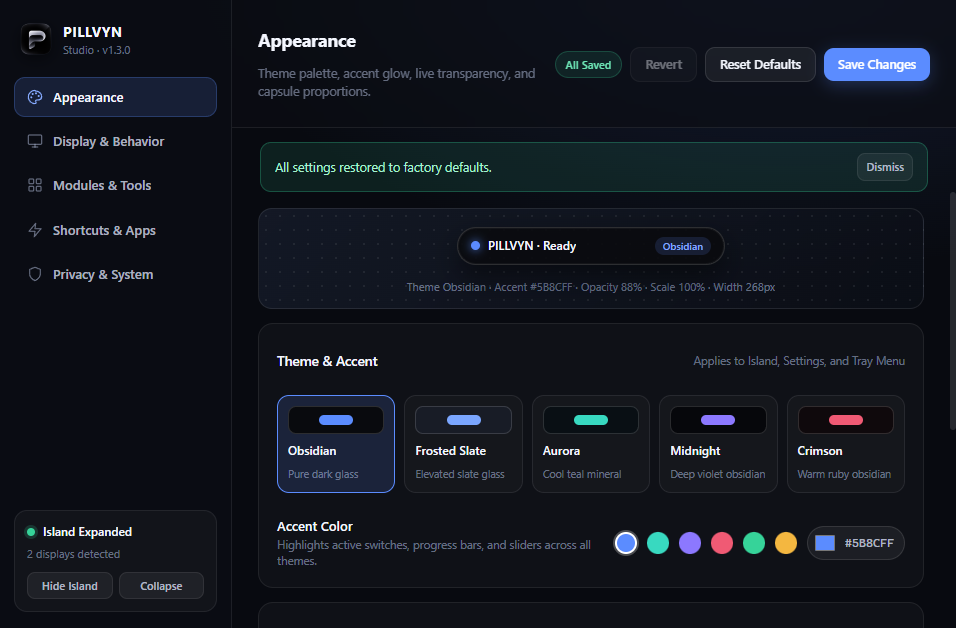 PILLVYN
Studio · v1.3.0
Appearance
Display & Behavior
Modules & Tools
Shortcuts & Apps
Privacy & System
Island Expanded
2 displays detected
Hide Island
Collapse
Appearance
Theme palette, accent glow, live transparency, and
capsule proportions.
All Saved
Revert
Reset Defaults
Save Changes
All settings restored to factory defaults.
Dismiss
PILLVYN · Ready
Obsidian
Theme Obsidian · Accent #5B8CFF · Opacity 88% · Scale 100% · Width 268px
Theme & Accent
Applies to Island, Settings, and Tray Menu
Obsidian
Pure dark glass
Frosted Slate
Elevated slate glass
Aurora
Cool teal mineral
Midnight
Deep violet obsidian
Crimson
Warm ruby obsidian
Accent Color
Highlights active switches, progress bars, and sliders across all
themes.
#5B8CFF